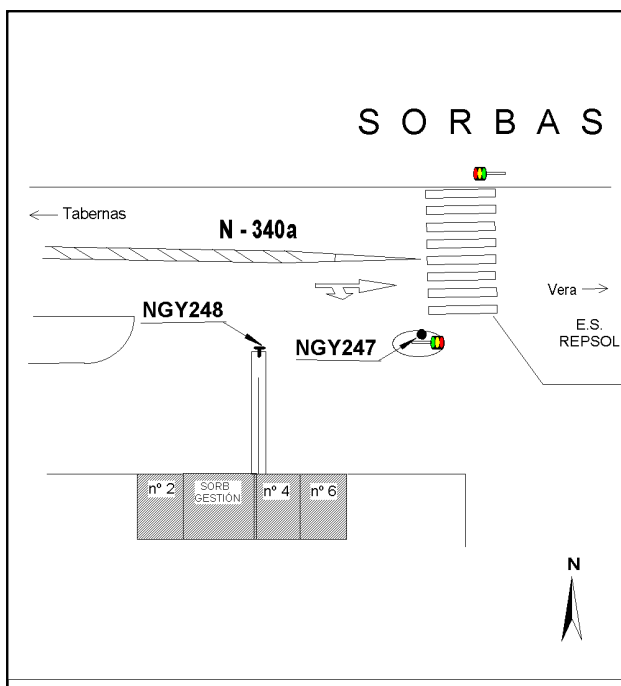 S O R B A S
Tabernas
N - 340a
Vera
NGY248
E.S.
REPSOL
NGY247
nº 2
SORB
GESTIÓN
nº 4
nº 6
N